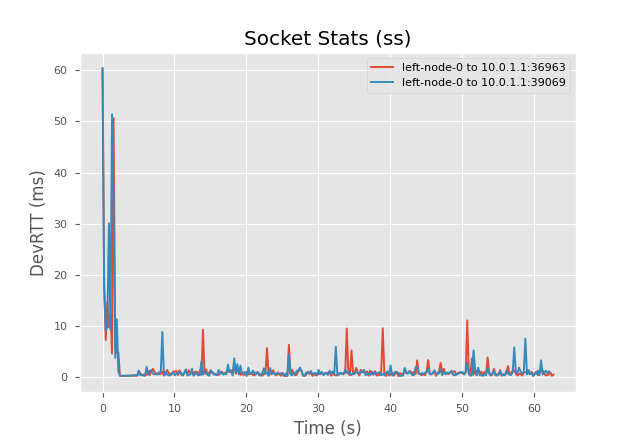 Socket Stats (ss)
left-node-0 to 10.0.1.1:36963
left-node-0 to 10.0.1.1:39069
DevRTT (ms)
60
50
40
30
20
10
0
0 10 20 30 40 50 60
Time (s)